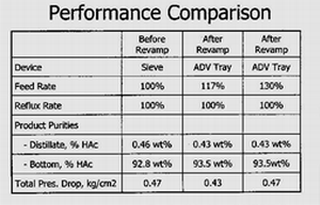 Performance Comparison
Before Revamp After Revamp After Revamp
Device Sieve ADV Tray ADV Tray
Feed Rate 100% 117% 130%
Reflux Rate 100% 100% 100%
Product Purities
- Distillate, % HAc 0.46 wt% 0.43 wt% 0.43 wt%
- Bottom, % HAc 92.8 wt% 93.5 wt% 93.5wt%
Total Pres. Drop, kg/cm2 0.47 0.43 0.47